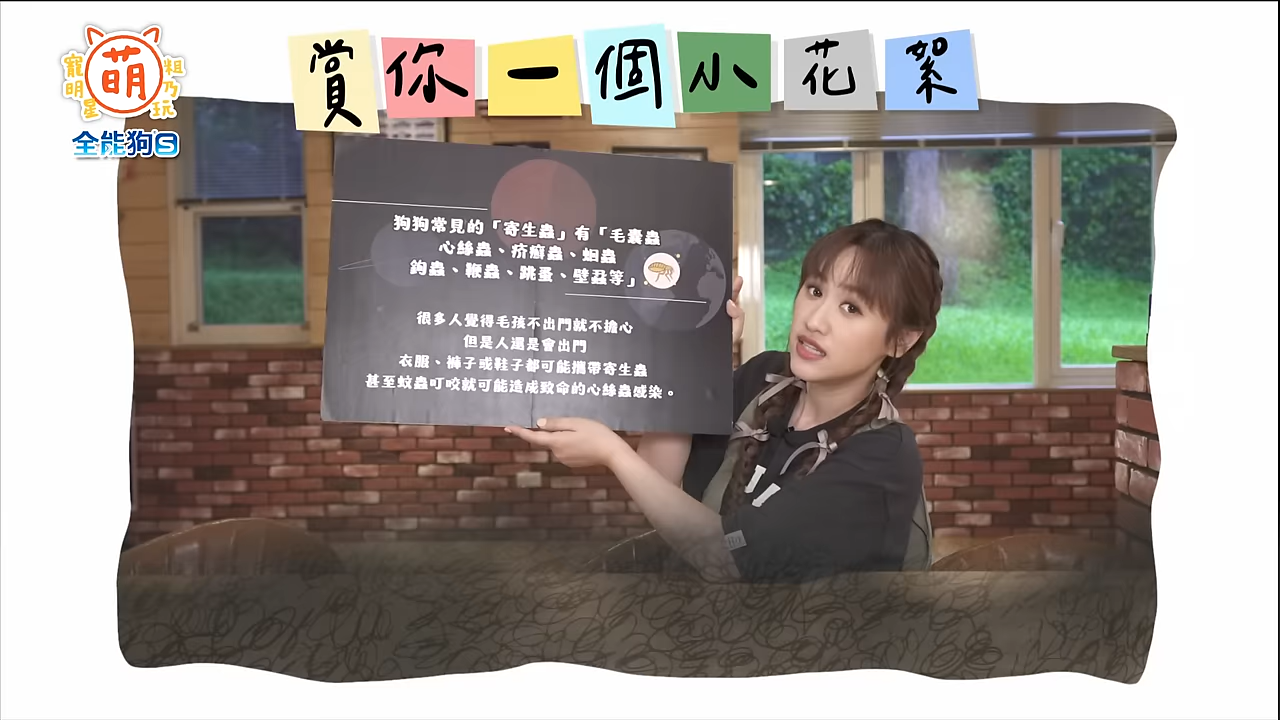 賞你一個小花絮
寵明星
萌
粗乃玩
全能狗S
狗狗常見的「寄生蟲」有「毛囊蟲
心絲蟲、疥癬蟲、蛔蟲
鉤蟲、鞭蟲、跳蚤、壁蝨等」。
很多人覺得毛孩不出門就不擔心
但是人還是會出門
衣服、褲子或鞋子都可能攜帶寄生蟲
甚至蚊蟲叮咬就可能造成致命的心絲蟲感染。